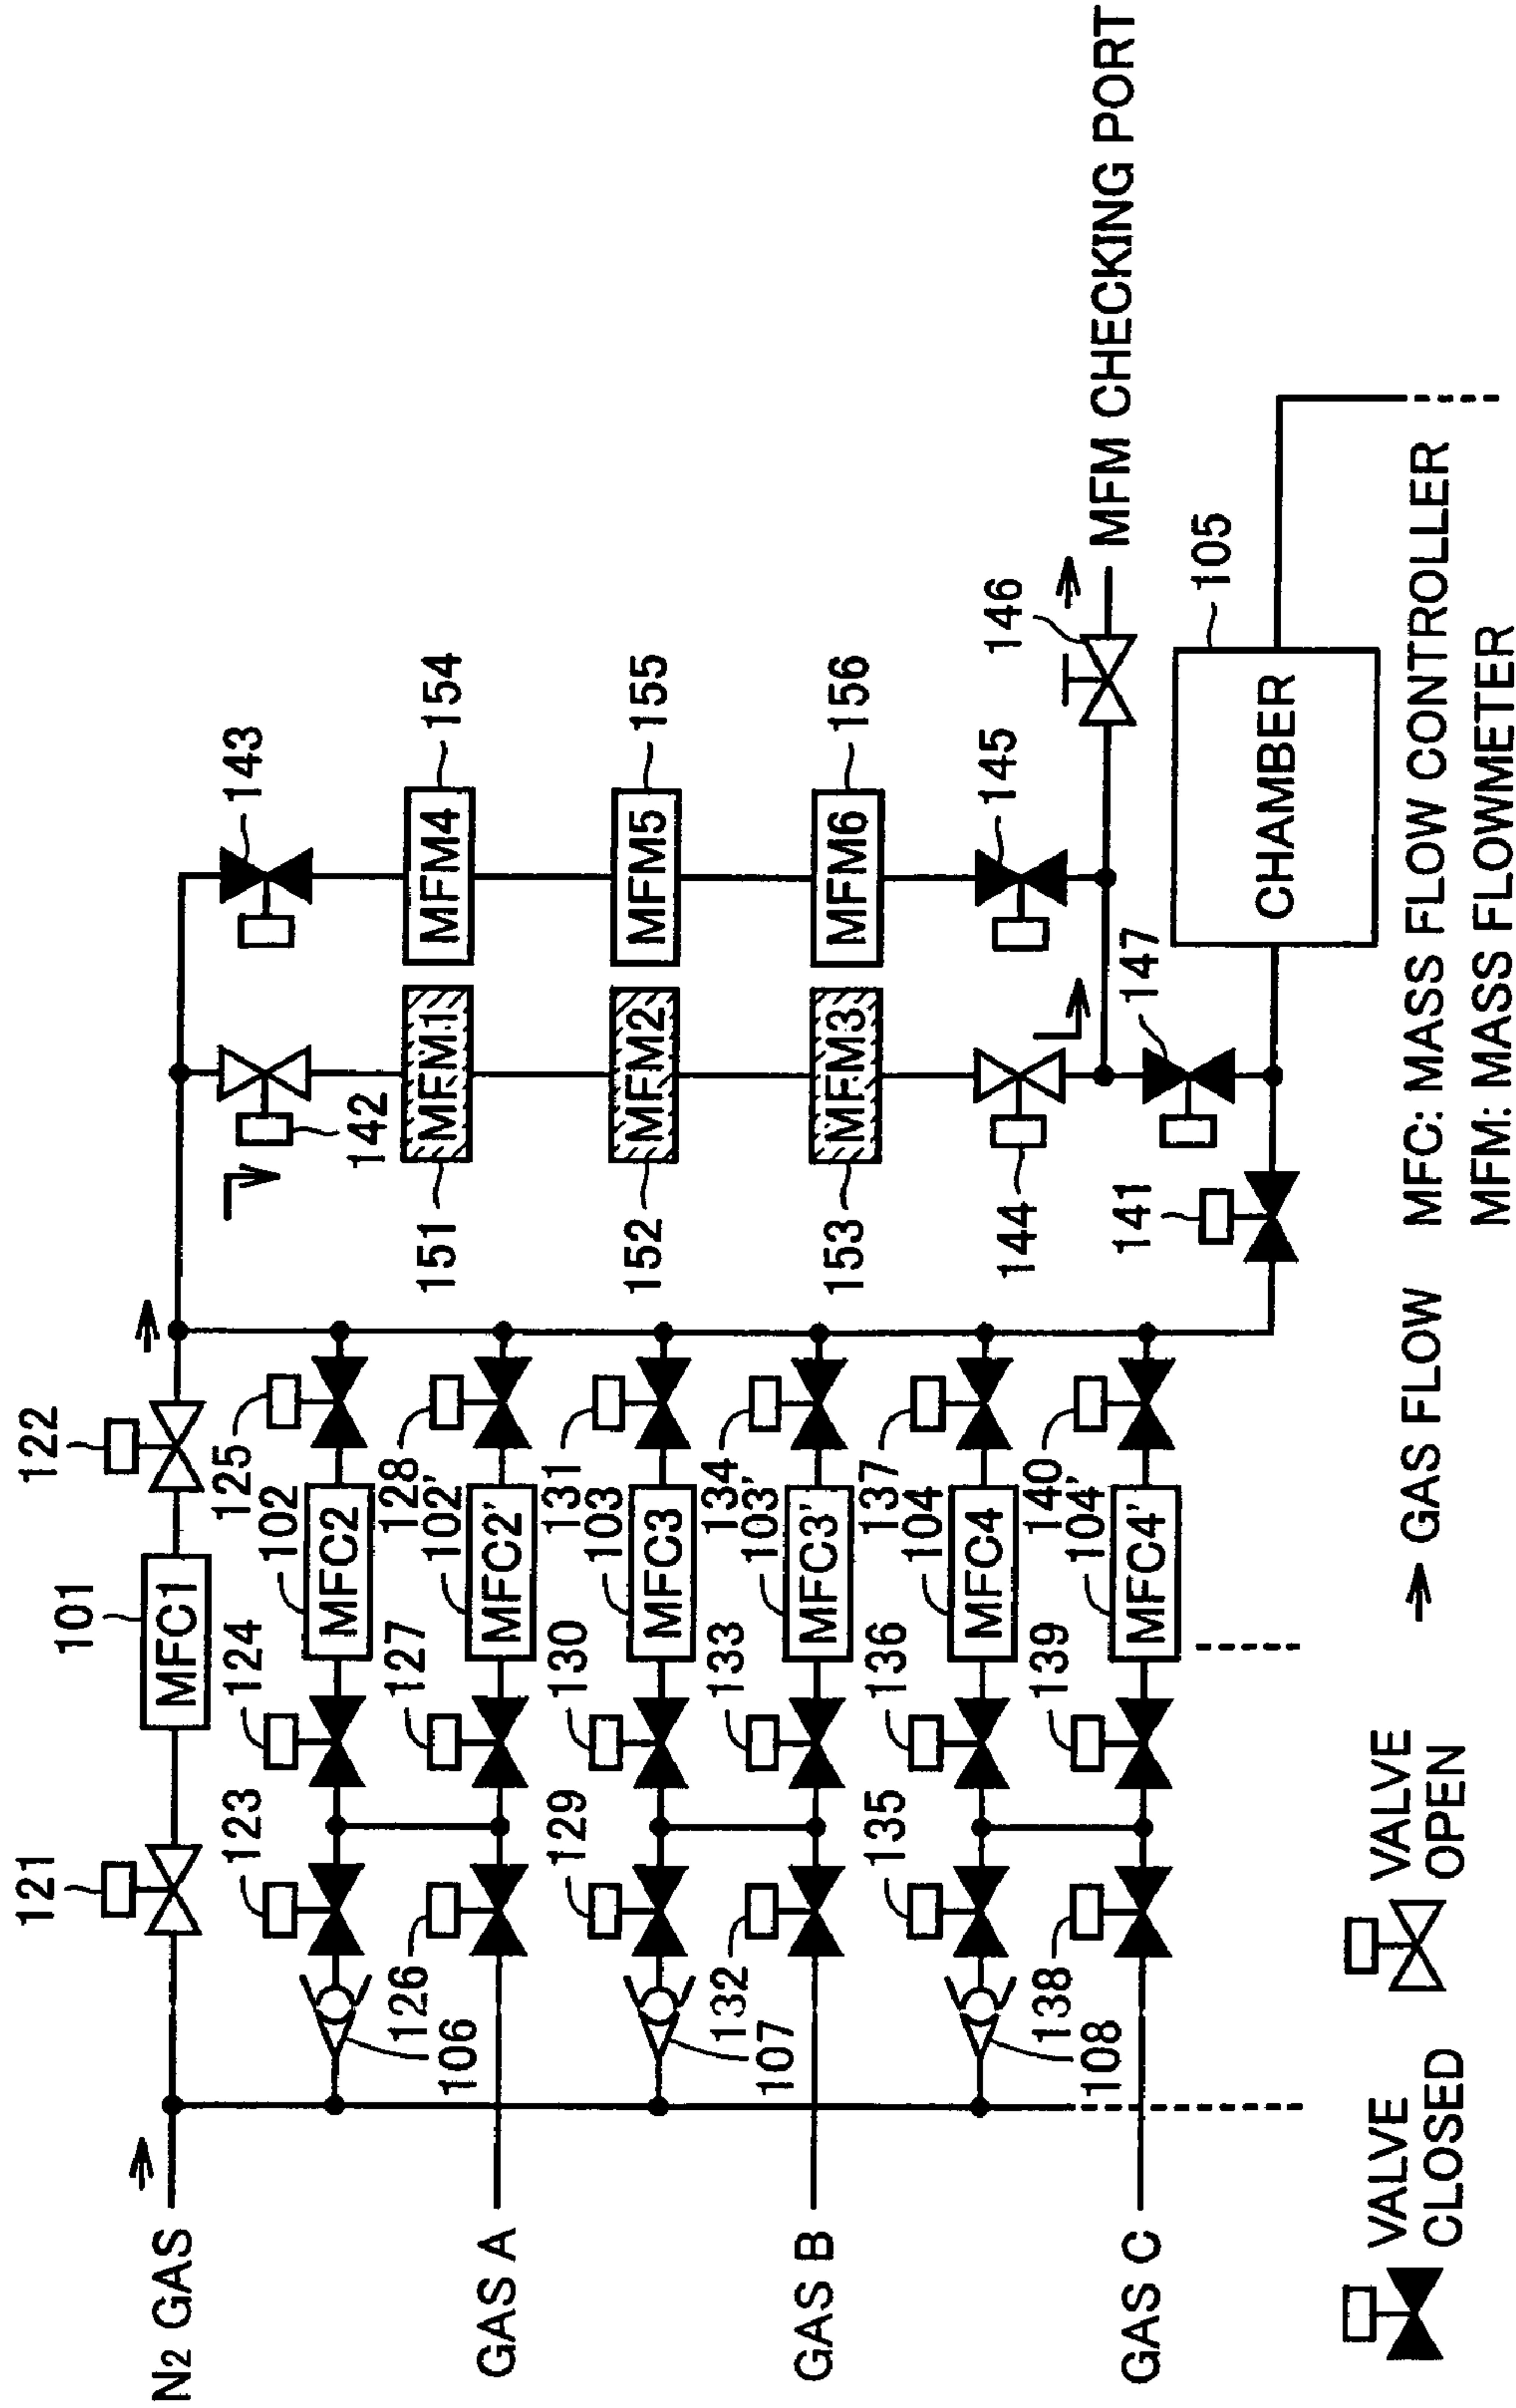 N2 GAS
121
101
MFC1
122
123
124
102
MFC2
125
106
GAS A
126
127
102'
MFC2'
128
129
130
103
MFC3
131
107
GAS B
132
133
103'
MFC3'
134
135
136
104
MFC4
137
108
GAS C
138
139
104'
MFC4'
140
142
143
151
MFM1
MFM4
154
152
MFM2
MFM5
155
153
MFM3
MFM6
156
144
145
146
MFM CHECKING PORT
147
141
CHAMBER
105
VALVE
CLOSED
VALVE
OPEN
GAS FLOW
MFC: MASS FLOW CONTROLLER
MFM: MASS FLOWMETER